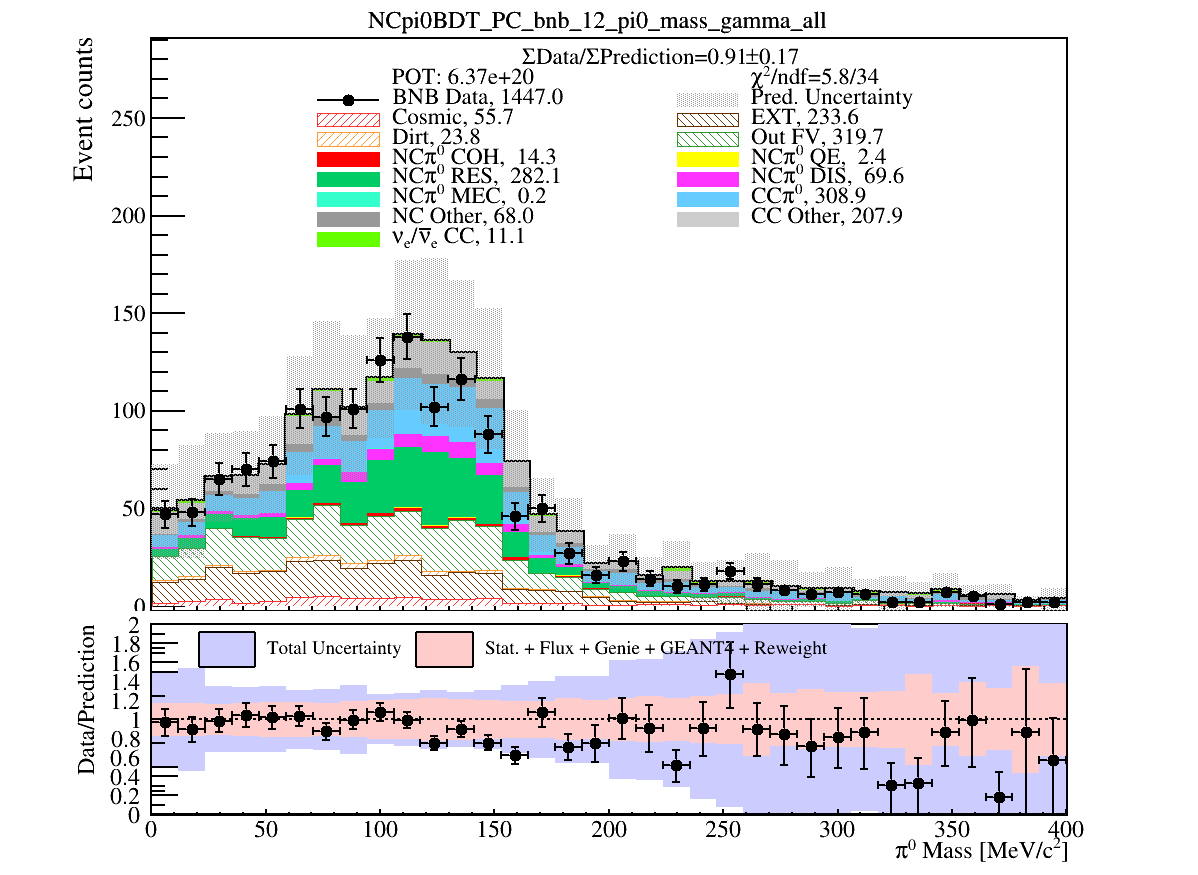 NCpi0BDT_PC_bnb_12_pi0_mass_gamma_all
ΣData/ΣPrediction=0.91±0.17
POT: 6.37e+20
χ²/ndf=5.8/34
BNB Data, 1447.0
Pred. Uncertainty
Cosmic, 55.7
EXT, 233.6
Dirt, 23.8
Out FV, 319.7
NCπ⁰ COH, 14.3
NCπ⁰ QE, 2.4
NCπ⁰ RES, 282.1
NCπ⁰ DIS, 69.6
NCπ⁰ MEC, 0.2
CCπ⁰, 308.9
NC Other, 68.0
CC Other, 207.9
νₑ/ν̅ₑ CC, 11.1
Event counts
250
200
150
100
50
0
Total Uncertainty
Stat. + Flux + Genie + GEANT4 + Reweight
Data/Prediction
2
1.8
1.6
1.4
1.2
1
0.8
0.6
0.4
0.2
0
0 50 100 150 200 250 300 350 400
π⁰ Mass [MeV/c²]